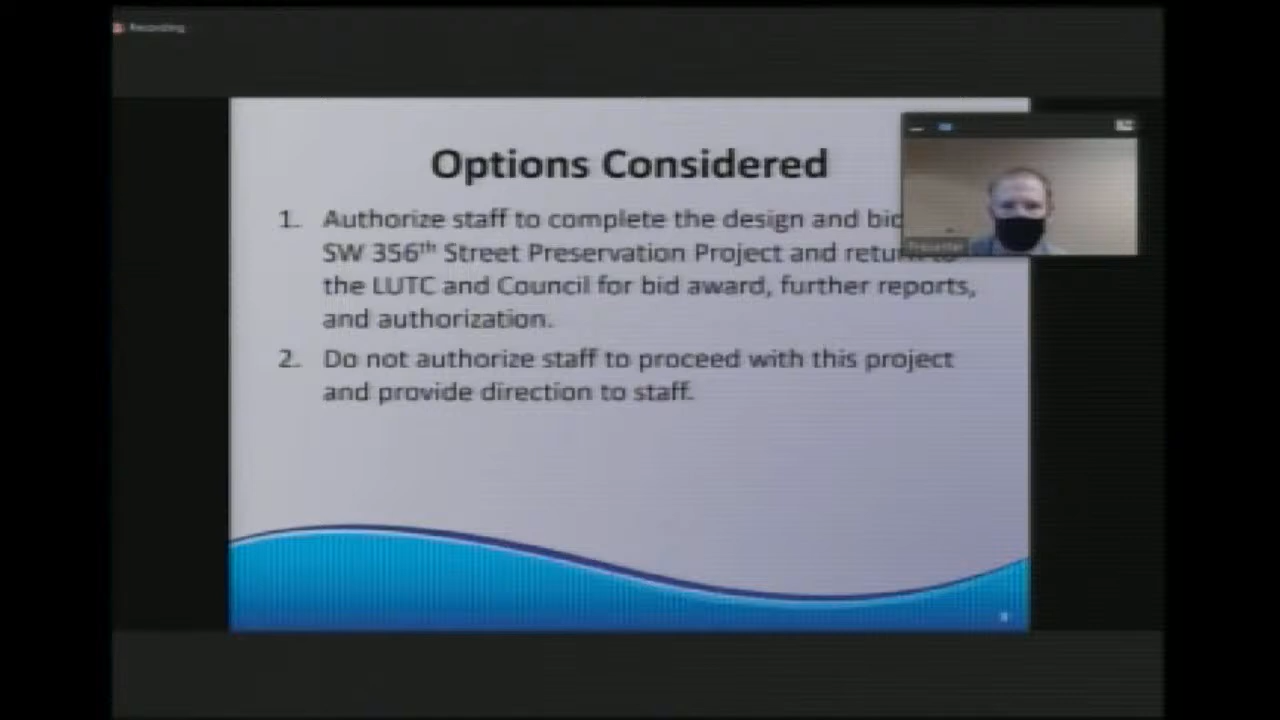 Recording
Options Considered
1. Authorize staff to complete the design and bid
SW 356th Street Preservation Project and return to
the LUTC and Council for bid award, further reports,
and authorization.
2. Do not authorize staff to proceed with this project
and provide direction to staff.
Presenter